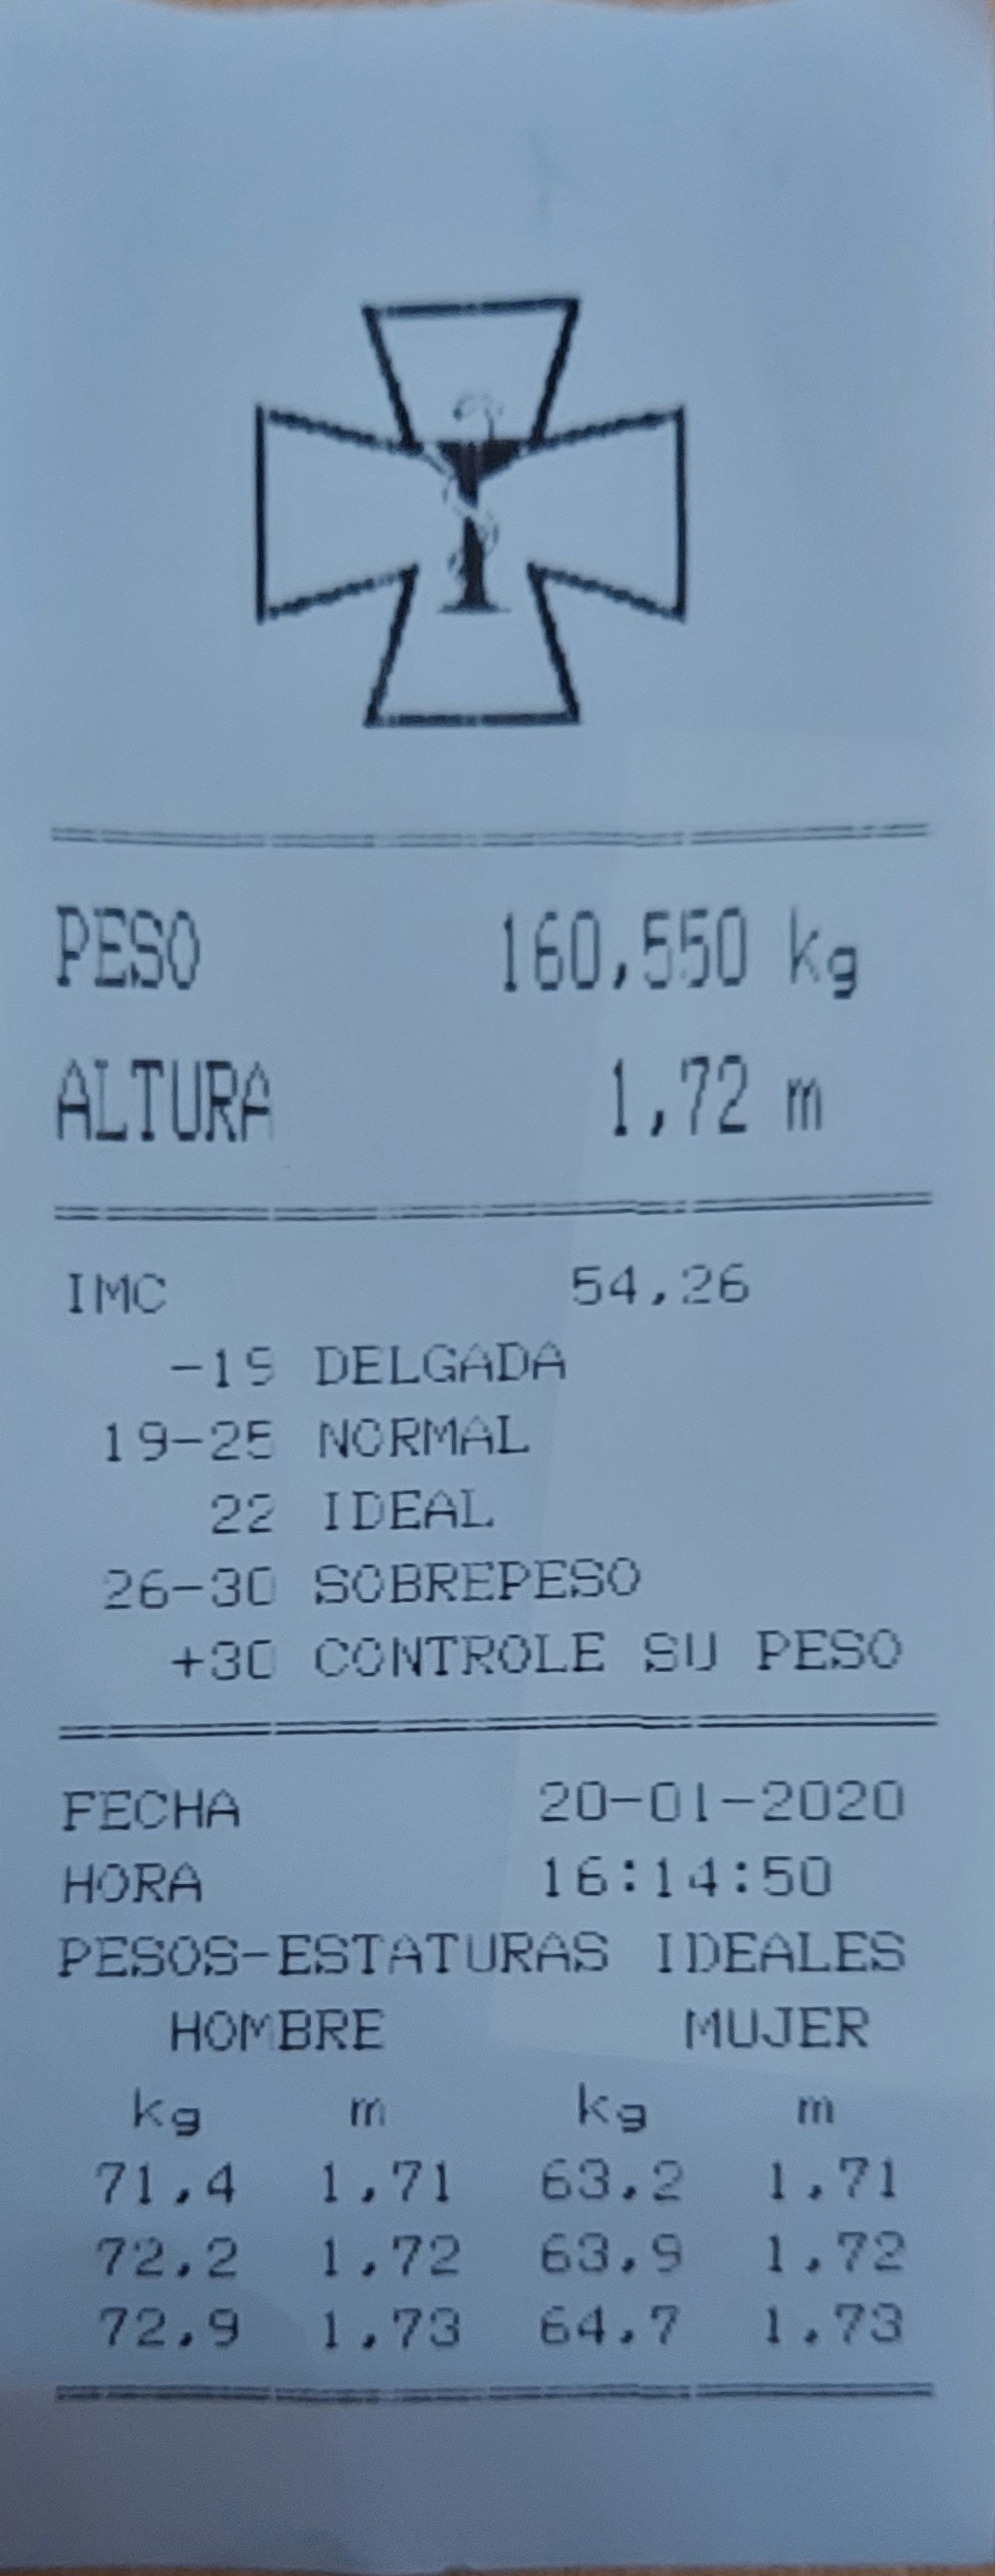 PESO 160,550 kg
ALTURA 1,72 m
IMC 54,26
-19 DELGADA
19-25 NORMAL
22 IDEAL
26-30 SOBREPESO
+30 CONTROLE SU PESO
FECHA 20-01-2020
HORA 16:14:50
PESOS-ESTATURAS IDEALES
HOMBRE MUJER
kg m kg m
71,4 1,71 63,2 1,71
72,2 1,72 63,9 1,72
72,9 1,73 64,7 1,73